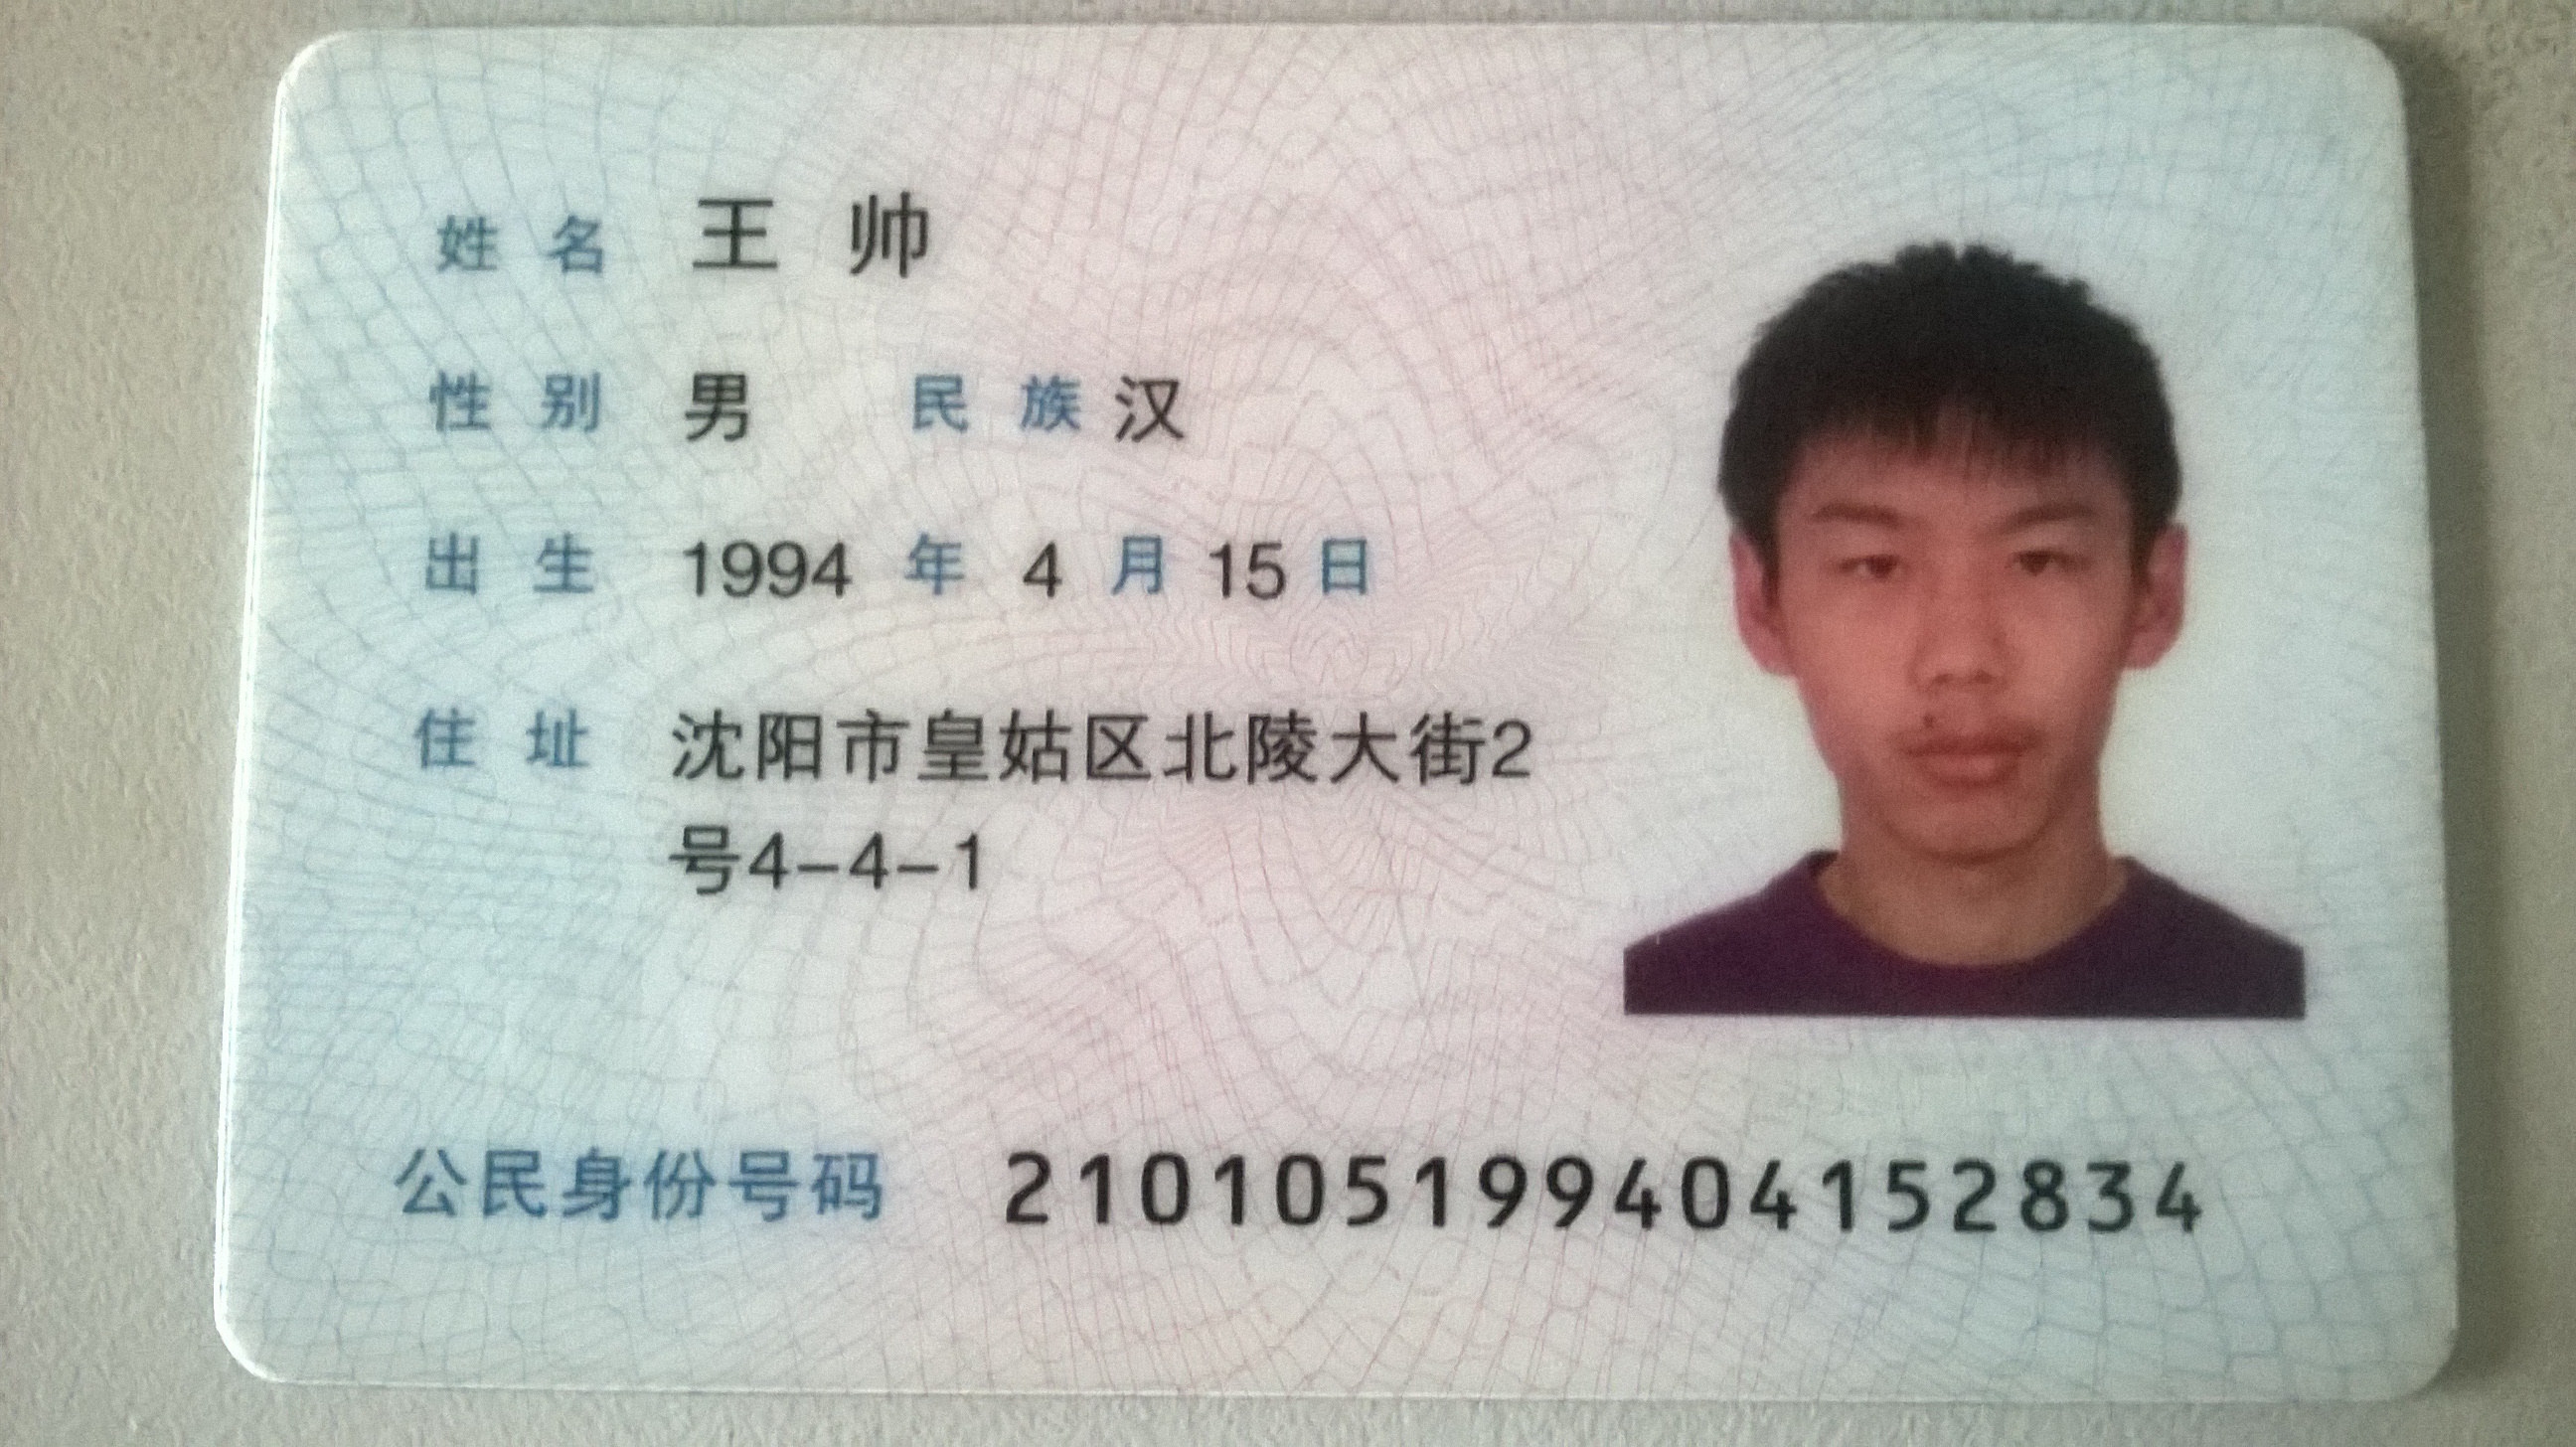 姓名 王帅
性别 男 民族 汉
出生 1994 年 4 月 15 日
住址 沈阳市皇姑区北陵大街2
号4-4-1
公民身份号码 210105199404152834